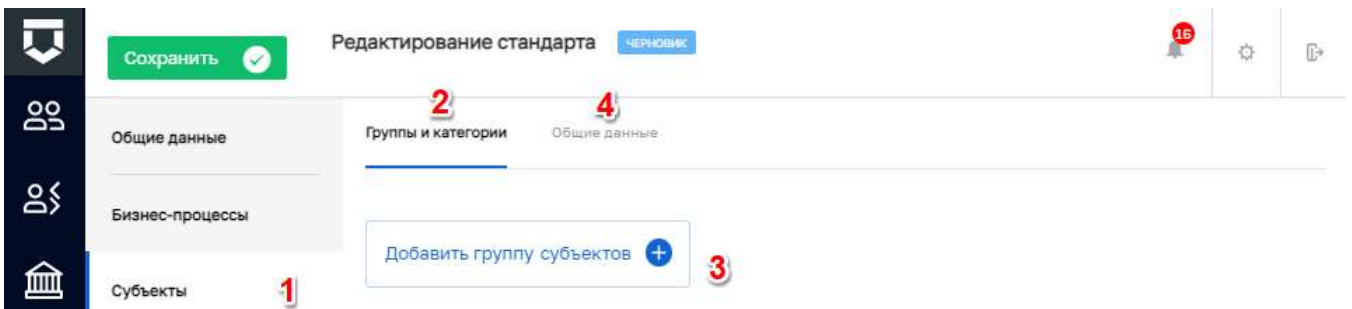 Сохранить
Редактирование стандарта ЧЕРНОВИК
16
2 4
Общие данные
Группы и категории Общие данные
Бизнес-процессы
Добавить группу субъектов
3
Субъекты 1